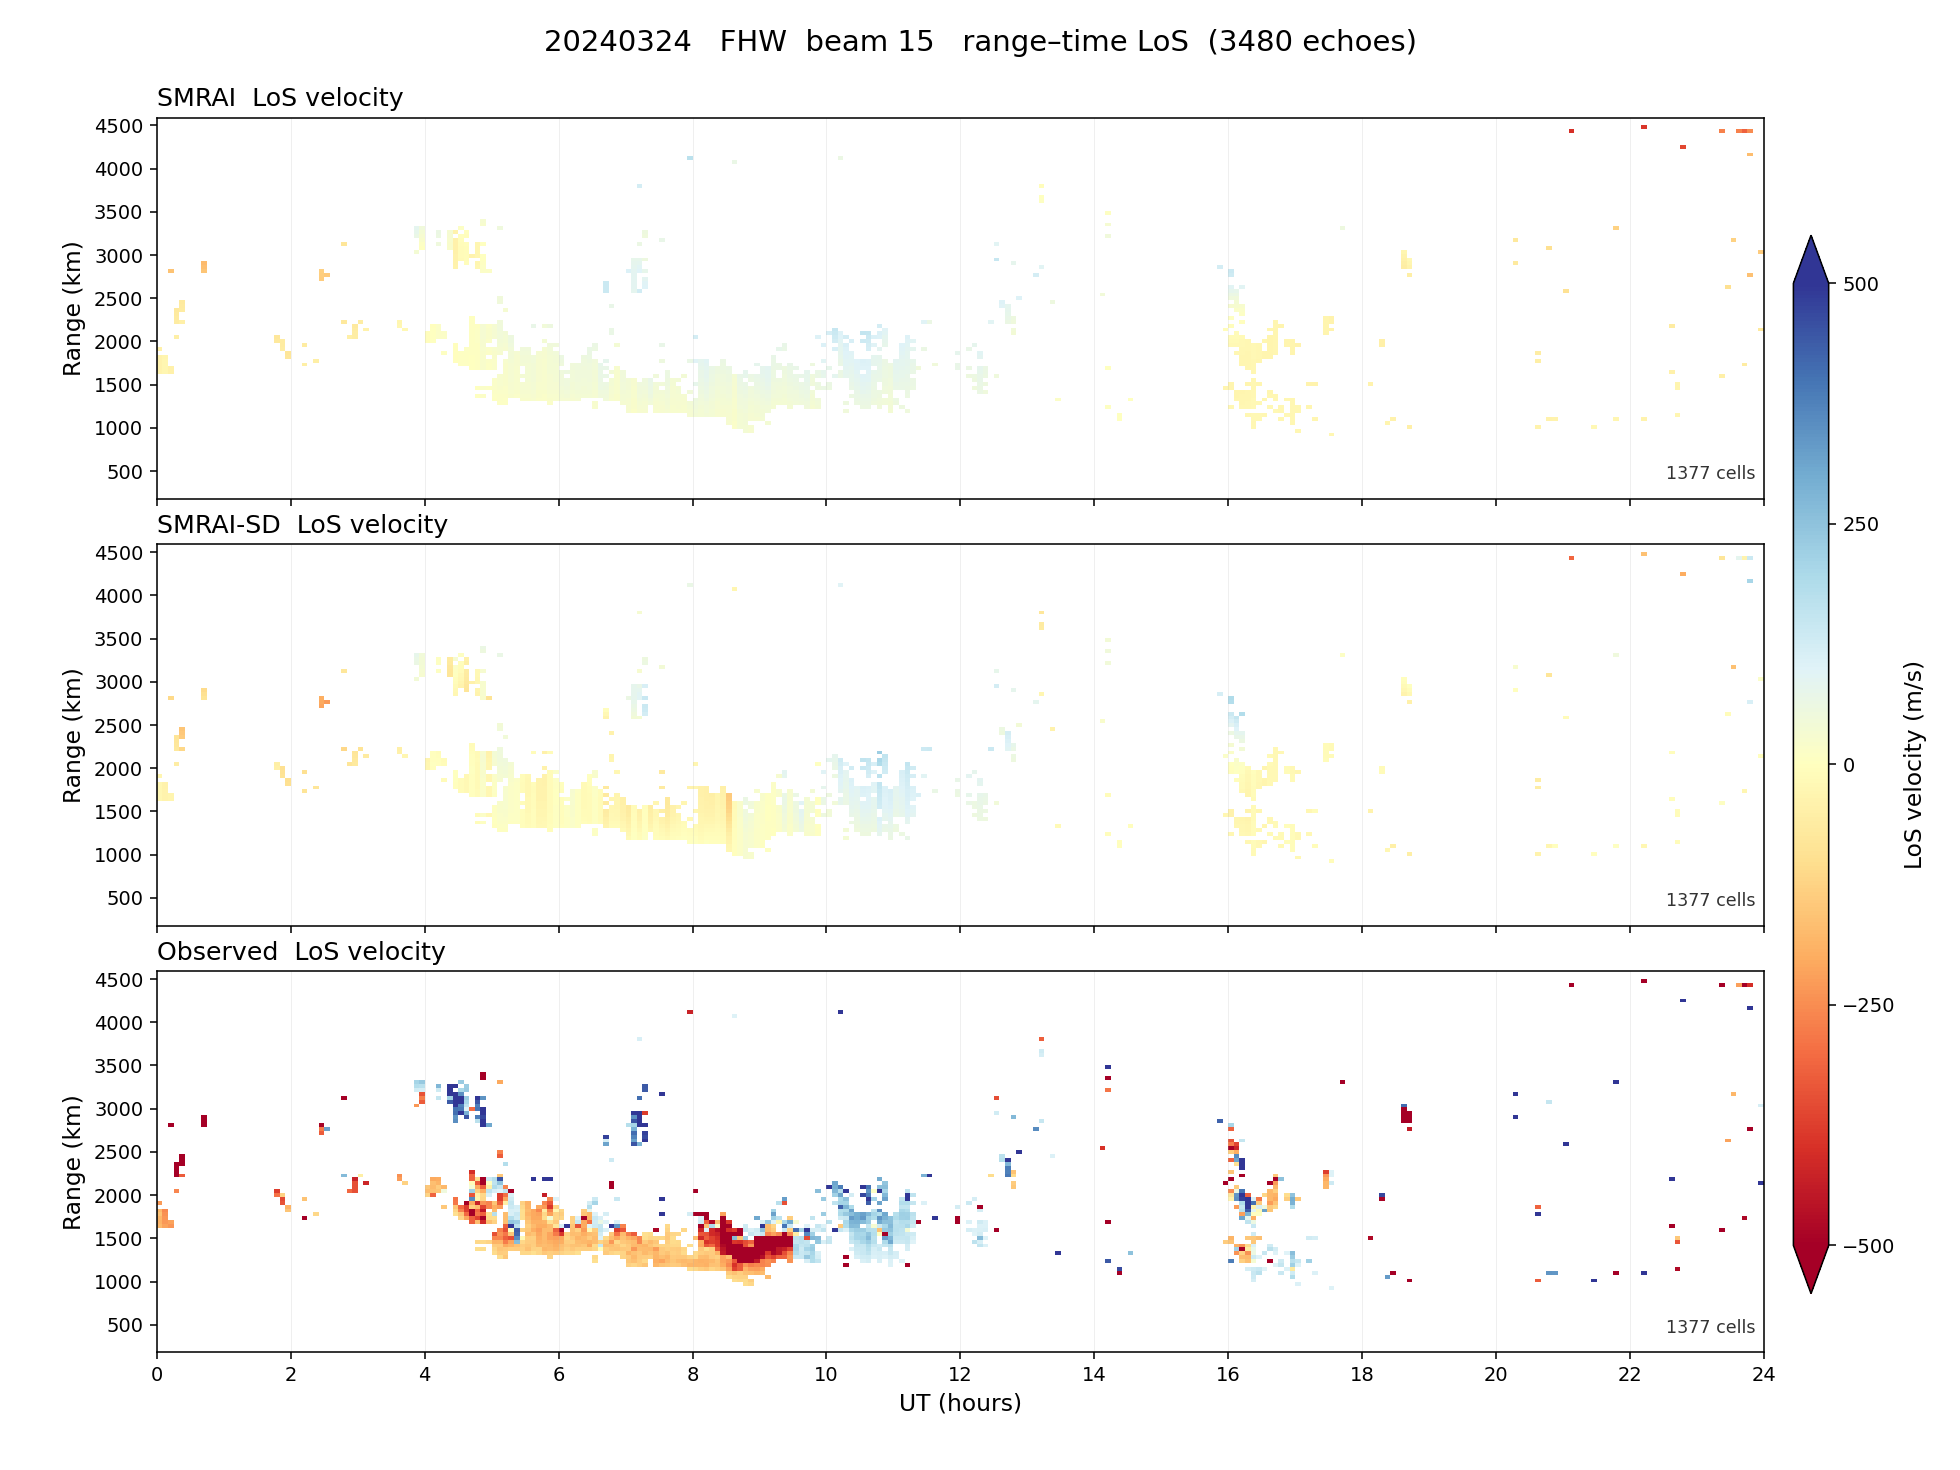 20240324 FHW beam 15 range–time LoS (3480 echoes)
SMRAI LoS velocity
4500
4000
3500
3000
2500
2000
1500
1000
500
Range (km)
1377 cells
SMRAI-SD LoS velocity
4500
4000
3500
3000
2500
2000
1500
1000
500
Range (km)
1377 cells
Observed LoS velocity
4500
4000
3500
3000
2500
2000
1500
1000
500
Range (km)
1377 cells
0 2 4 6 8 10 12 14 16 18 20 22 24
UT (hours)
500
250
0
−250
−500
LoS velocity (m/s)